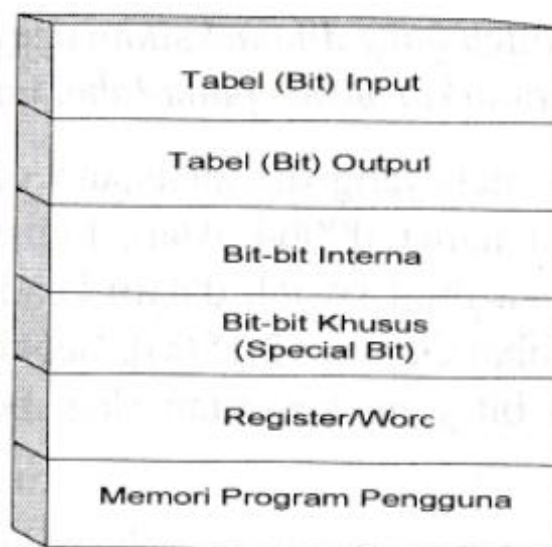 Tabel (Bit) Input
Tabel (Bit) Output
Bit-bit Interna
Bit-bit Khusus
(Special Bit)
Register/Worc
Memori Program Pengguna